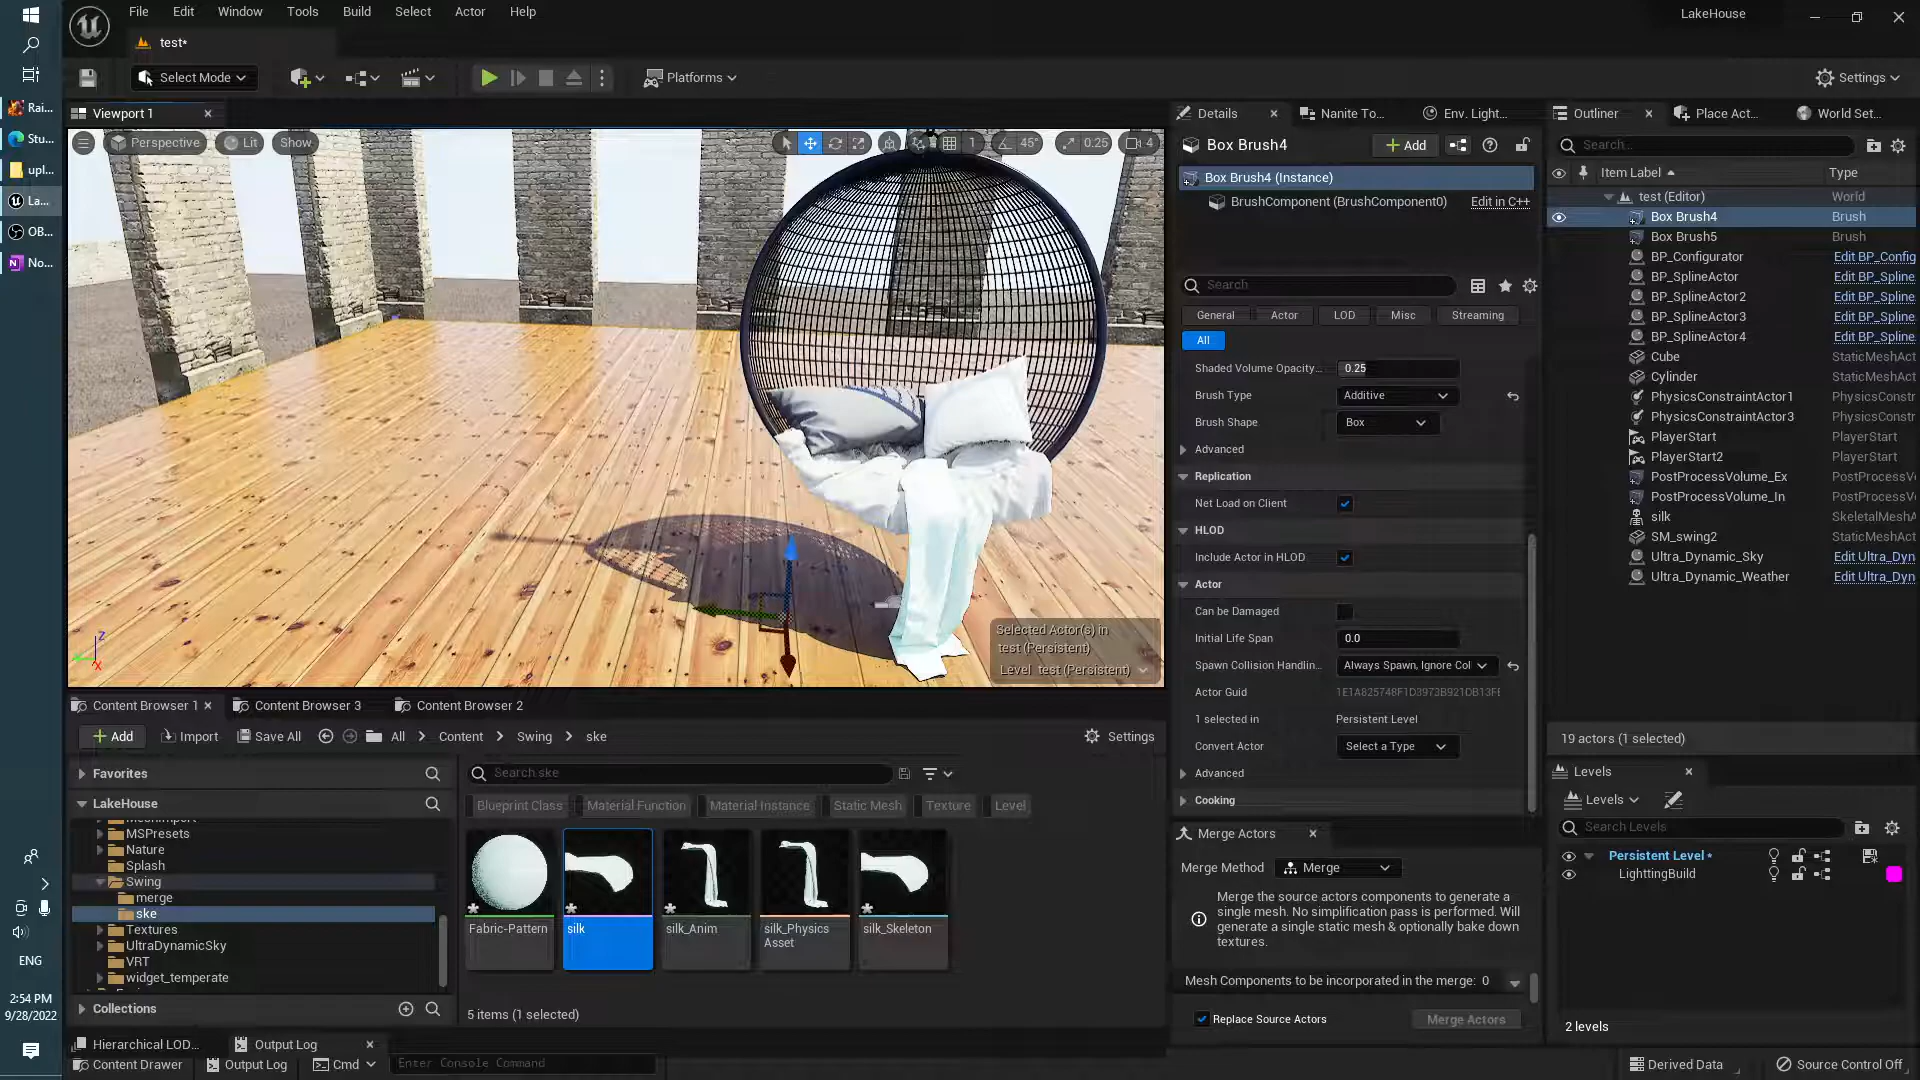 File Edit Window Tools Build Select Actor Help
LakeHouse
test*
Select Mode
Platforms
Settings
Rai...
Stu...
upl...
La...
OB...
No...
ENG
2:54 PM
9/28/2022
Viewport 1
Perspective
Lit
Show
1
45°
0.25
4
Selected Actor(s) in
test (Persistent)
Level test (Persistent)
Details
Nanite To...
Env. Light...
Box Brush4
Add
Box Brush4 (Instance)
BrushComponent (BrushComponent0)
Edit in C++
Search
General
Actor
LOD
Misc
Streaming
All
Shaded Volume Opacity...
0.25
Brush Type
Additive
Brush Shape
Box
Advanced
Replication
Net Load on Client
HLOD
Include Actor in HLOD
Actor
Can be Damaged
Initial Life Span
0.0
Spawn Collision Handlin...
Always Spawn, Ignore Col
Actor Guid
1 selected in
Persistent Level
Convert Actor
Select a Type
Advanced
Cooking
Merge Actors
Merge Method
Merge
Merge the source actors components to generate a
single mesh. No simplification pass is performed. Will
generate a single static mesh & optionally bake down
textures.
Mesh Components to be incorporated in the merge: 0
Replace Source Actors
Merge Actors
Outliner
Place Act...
World Set...
Search...
Item Label
Type
test (Editor) World
Box Brush4 Brush
Box Brush5 Brush
BP_Configurator Edit BP_Config
BP_SplineActor Edit BP_Spline
BP_SplineActor2 Edit BP_Spline
BP_SplineActor3 Edit BP_Spline
BP_SplineActor4 Edit BP_Spline
Cube StaticMeshAct
Cylinder StaticMeshAct
PhysicsConstraintActor1 PhysicsConstr
PhysicsConstraintActor3 PhysicsConstr
PlayerStart PlayerStart
PlayerStart2 PlayerStart
PostProcessVolume_Ex PostProcessV
PostProcessVolume_In PostProcessV
silk SkeletalMeshA
SM_swing2 StaticMeshAct
Ultra_Dynamic_Sky Edit Ultra_Dyn
Ultra_Dynamic_Weather Edit Ultra_Dyn
19 actors (1 selected)
Levels
Levels
Search Levels
Persistent Level *
LighttingBuild
2 levels
Content Browser 1
Content Browser 3
Content Browser 2
Add
Import
Save All
All > Content > Swing > ske
Settings
Favorites
LakeHouse
MeshImport
MSPresets
Nature
Splash
Swing
merge
ske
Textures
UltraDynamicSky
VRT
widget_temperate
Collections
Search ske
Blueprint Class
Material Function
Material Instance
Static Mesh
Texture
Level
Fabric-Pattern
silk
silk_Anim
silk_Physics
Asset
silk_Skeleton
5 items (1 selected)
Hierarchical LOD...
Output Log
Content Drawer
Output Log
Cmd
Enter Console Command
Derived Data
Source Control Off